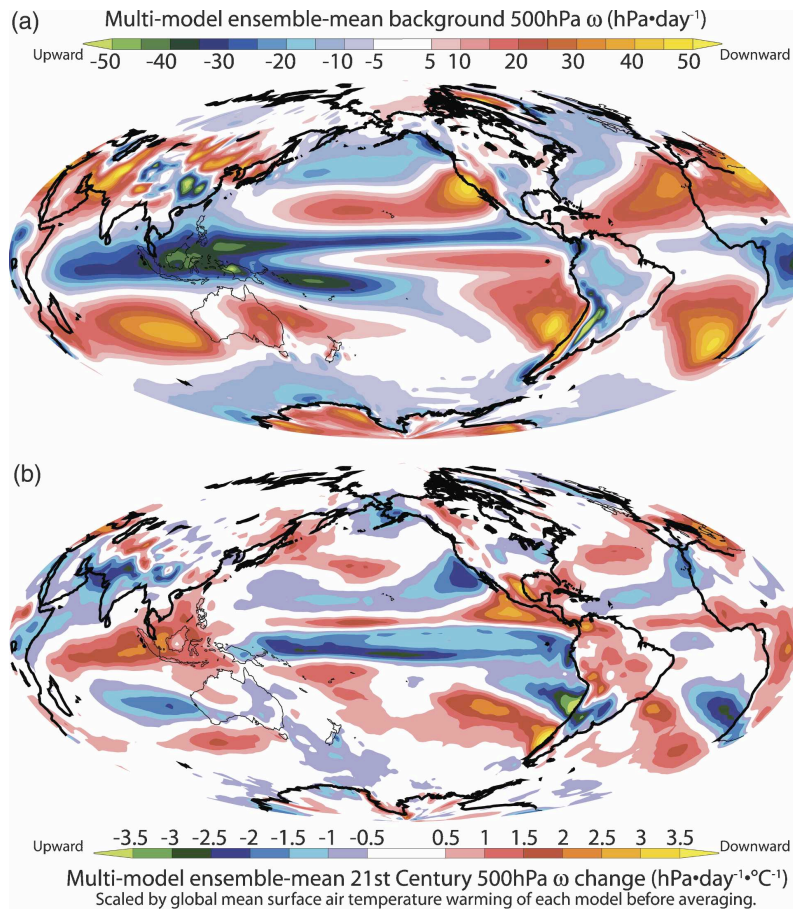 (a)
Multi-model ensemble-mean background 500hPa ω (hPa•day⁻¹)
Upward -50 -40 -30 -20 -10 -5 5 10 20 30 40 50 Downward
(b)
Upward -3.5 -3 -2.5 -2 -1.5 -1 -0.5 0.5 1 1.5 2 2.5 3 3.5 Downward
Multi-model ensemble-mean 21st Century 500hPa ω change (hPa•day⁻¹•°C⁻¹)
Scaled by global mean surface air temperature warming of each model before averaging.